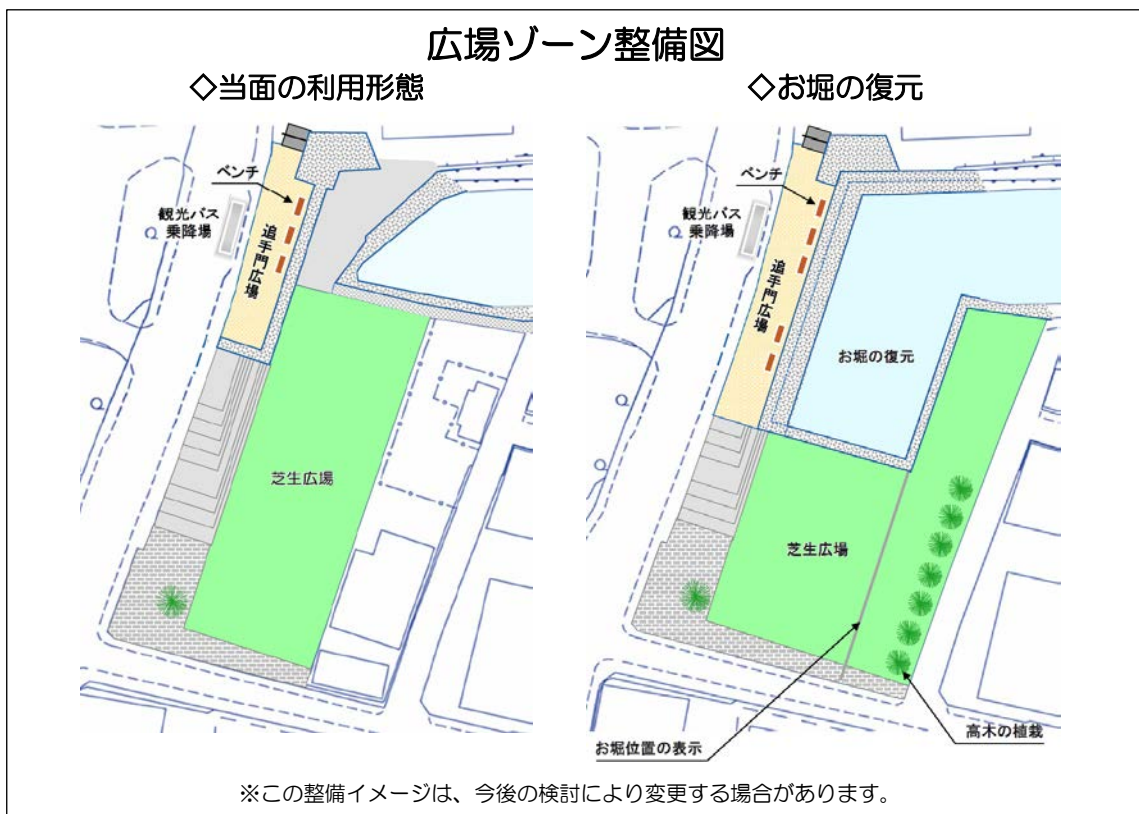 広場ゾーン整備図
◇当面の利用形態
ベンチ
観光バス
乗降場
追手門広場
芝生広場
◇お堀の復元
ベンチ
観光バス
乗降場
追手門広場
お堀の復元
芝生広場
お堀位置の表示
高木の植栽
※この整備イメージは、今後の検討により変更する場合があります。